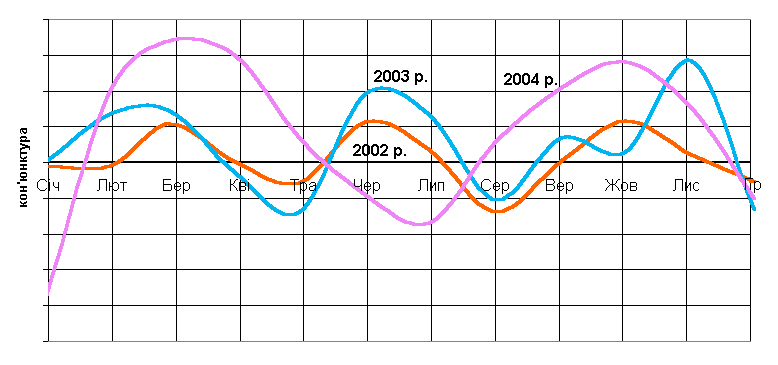 2003 р.
2004 р.
2002 р.
кон'юнктура
Січ Лют Бер Кві Тра Чер Лип Сер Вер Жов Лис Гр